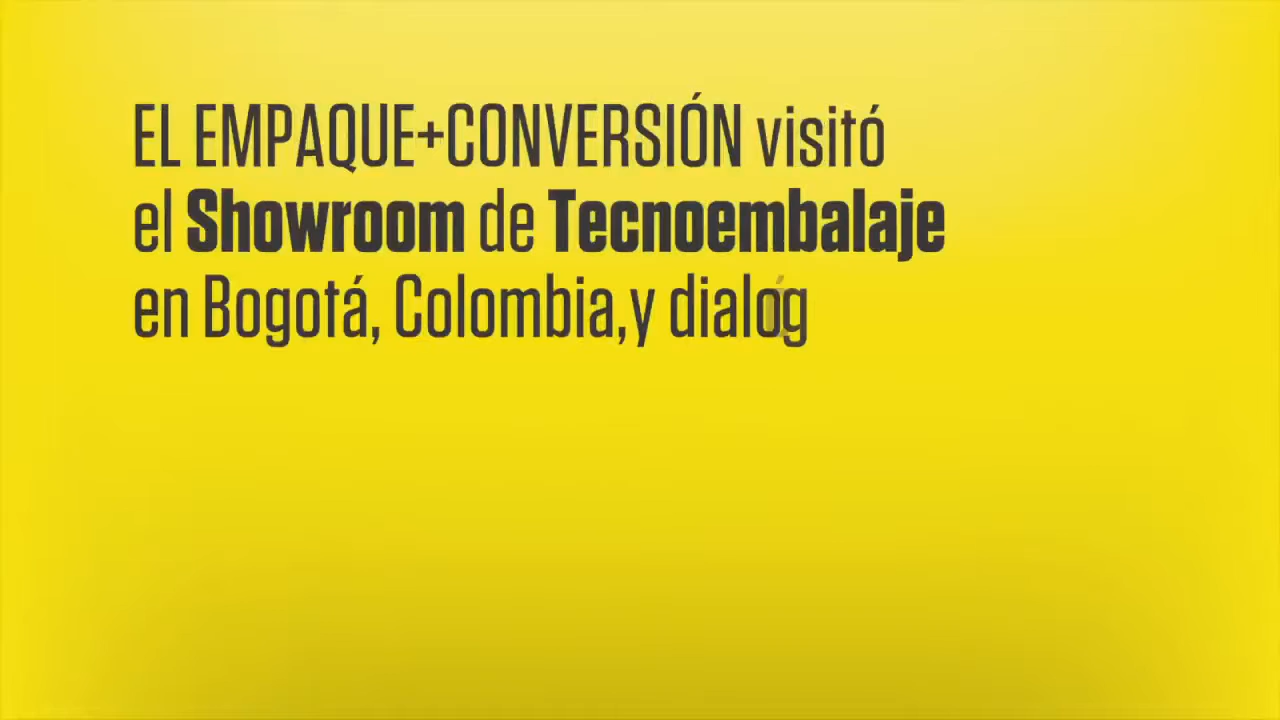 EL EMPAQUE+CONVERSIÓN visitó
el Showroom de Tecnoembalaje
en Bogotá, Colombia,y dialog